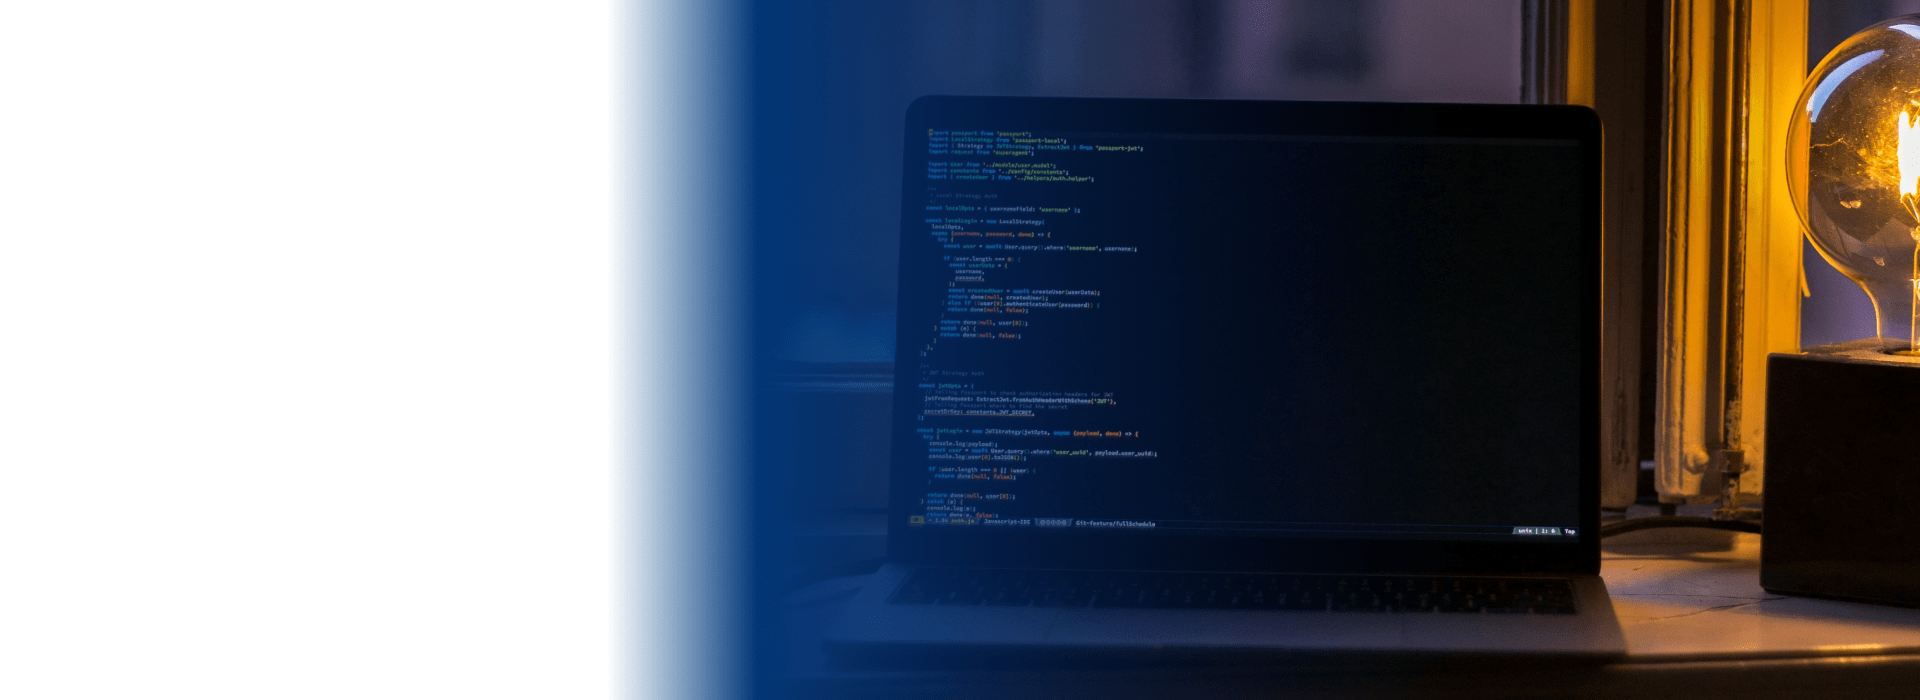 import passport from 'passport';
import LocalStrategy from 'passport-local';
import { Strategy as JWTStrategy, ExtractJwt } from 'passport-jwt';
import request from 'superagent';
import User from '../models/user.model';
import constants from '../config/constants';
import { createUser } from '../helpers/auth.helper';
/**
* Local Strategy Auth
*/
const localOpts = { usernameField: 'username' };
const localLogin = new LocalStrategy(
localOpts,
async (username, password, done) => {
try {
const user = await User.query().where('username', username);
if (user.length === 0) {
const userData = {
username,
password,
};
const createdUser = await createUser(userData);
return done(null, createdUser);
} else if (!user[0].authenticateUser(password)) {
return done(null, false);
}
return done(null, user[0]);
} catch (e) {
return done(null, false);
}
},
);
/**
* JWT Strategy Auth
*/
const jwtOpts = {
// Telling Passport to check authorization headers for JWT
jwtFromRequest: ExtractJwt.fromAuthHeaderWithScheme('JWT'),
// Telling Passport where to find the secret
secretOrKey: constants.JWT_SECRET,
};
const jwtLogin = new JWTStrategy(jwtOpts, async (payload, done) => {
try {
console.log(payload);
const user = await User.query().where('user_uuid', payload.user_uuid);
console.log(user[0].toJSON());
if (user.length === 0 || !user) {
return done(null, false);
}
return done(null, user[0]);
} catch (e) {
console.log(e);
return done(e, false);
auth.js Javascript-IDE Git-feature/fullSchedule
unix | 1: 0 Top